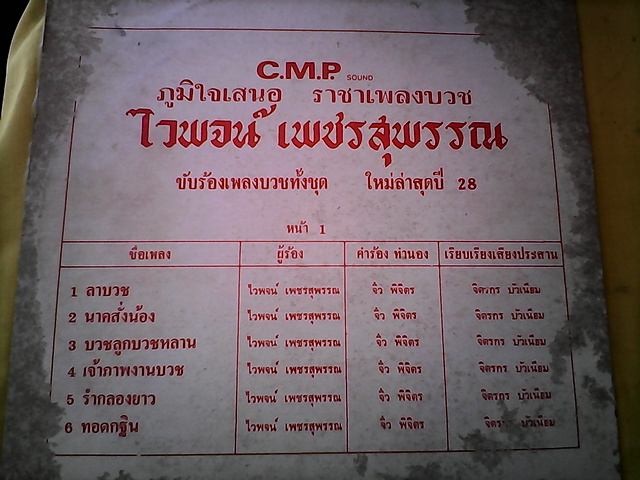 C.M.P. SOUND
ภูมิใจเสนอ ราชาเพลงบวช
ไวพจน์ เพชรสุพรรณ
ขับร้องเพลงบวชทั้งชุด ใหม่ล่าสุดปี 28
หน้า 1
ชื่อเพลง ผู้ร้อง คำร้อง ทำนอง เรียบเรียงเสียงประสาน
1 ลาบวช ไวพจน์ เพชรสุพรรณ จิ๋ว พิจิตร จิตรกร บัวเนียม
2 นาคสั่งน้อง ไวพจน์ เพชรสุพรรณ จิ๋ว พิจิตร จิตรกร บัวเนียม
3 บวชลูกบวชหลาน ไวพจน์ เพชรสุพรรณ จิ๋ว พิจิตร จิตรกร บัวเนียม
4 เจ้าภาพงานบวช ไวพจน์ เพชรสุพรรณ จิ๋ว พิจิตร จิตรกร บัวเนียม
5 รำกลองยาว ไวพจน์ เพชรสุพรรณ จิ๋ว พิจิตร จิตรกร บัวเนียม
6 ทอดกฐิน ไวพจน์ เพชรสุพรรณ จิ๋ว พิจิตร จิตรกร บัวเนียม